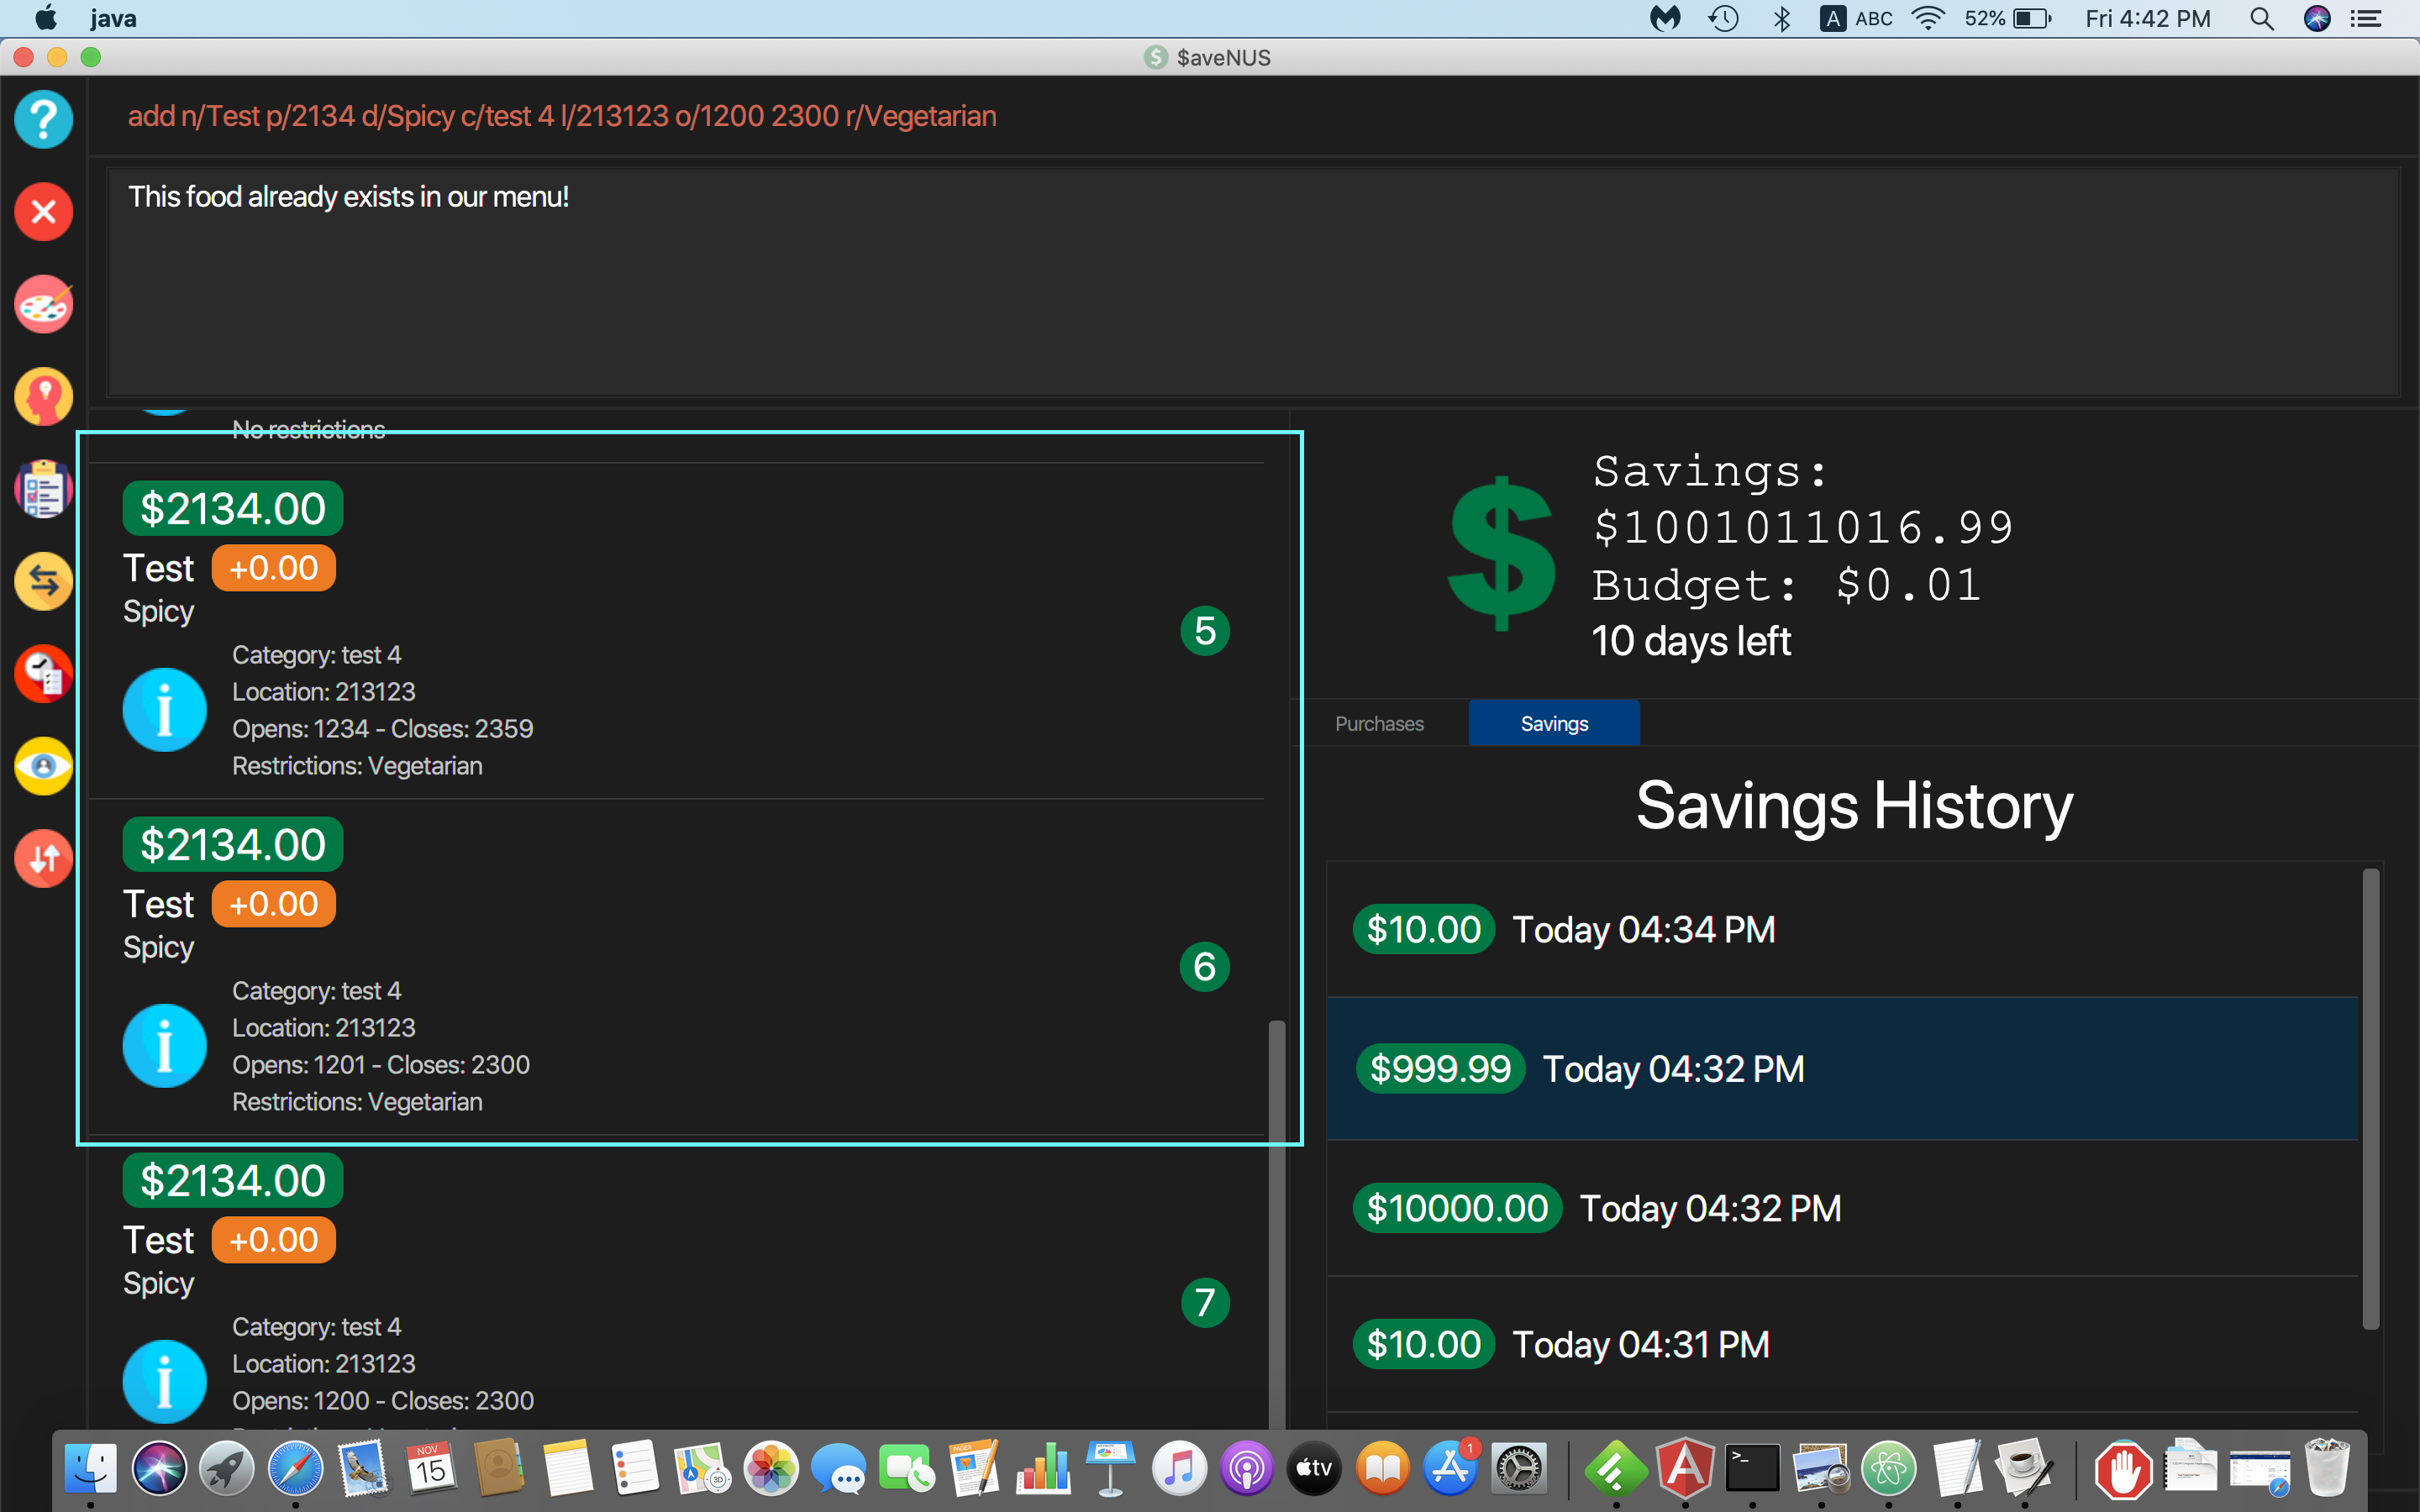 java
ABC
52%
Fri 4:42 PM
$aveNUS
add n/Test p/2134 d/Spicy c/test 4 l/213123 o/1200 2300 r/Vegetarian
This food already exists in our menu!
No restrictions
$2134.00
Test +0.00
Spicy
5
Category: test 4
Location: 213123
Opens: 1234 - Closes: 2359
Restrictions: Vegetarian
$2134.00
Test +0.00
Spicy
6
Category: test 4
Location: 213123
Opens: 1201 - Closes: 2300
Restrictions: Vegetarian
$2134.00
Test +0.00
Spicy
7
Category: test 4
Location: 213123
Opens: 1200 - Closes: 2300
Savings:
$1001011016.99
Budget: $0.01
10 days left
Purchases
Savings
Savings History
$10.00 Today 04:34 PM
$999.99 Today 04:32 PM
$10000.00 Today 04:32 PM
$10.00 Today 04:31 PM
NOV
15
PAGES
3D
tv
1